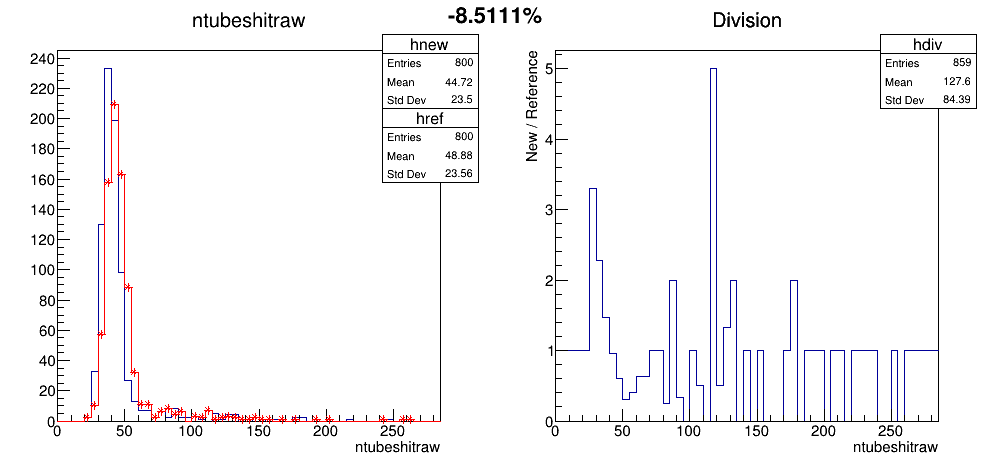 -8.5111%
ntubeshitraw
hnew
Entries 800
Mean 44.72
Std Dev 23.5
href
Entries 800
Mean 48.88
Std Dev 23.56
240
220
200
180
160
140
120
100
80
60
40
20
0
0 50 100 150 200 250
ntubeshitraw
Division
hdiv
Entries 859
Mean 127.6
Std Dev 84.39
New / Reference
5
4
3
2
1
0
0 50 100 150 200 250
ntubeshitraw